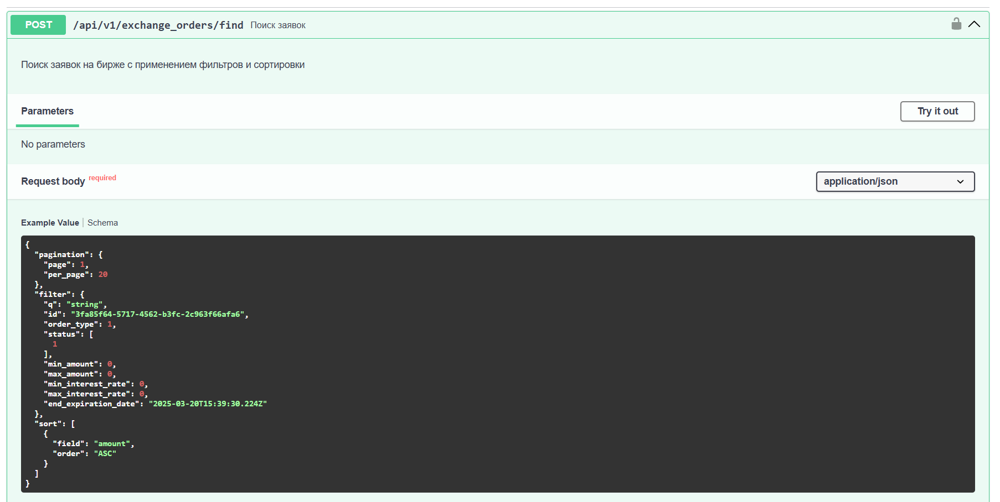 POST /api/v1/exchange_orders/find Поиск заявок
Поиск заявок на бирже с применением фильтров и сортировки
Parameters
Try it out
No parameters
Request body required
application/json
Example Value | Schema
{
  "pagination": {
    "page": 1,
    "per_page": 20
  },
  "filter": {
    "q": "string",
    "id": "3fa85f64-5717-4562-b3fc-2c963f66afa6",
    "order_type": 1,
    "status": [
      1
    ],
    "min_amount": 0,
    "max_amount": 0,
    "min_interest_rate": 0,
    "max_interest_rate": 0,
    "end_expiration_date": "2025-03-20T15:39:30.224Z"
  },
  "sort": [
    {
      "field": "amount",
      "order": "ASC"
    }
  ]
}